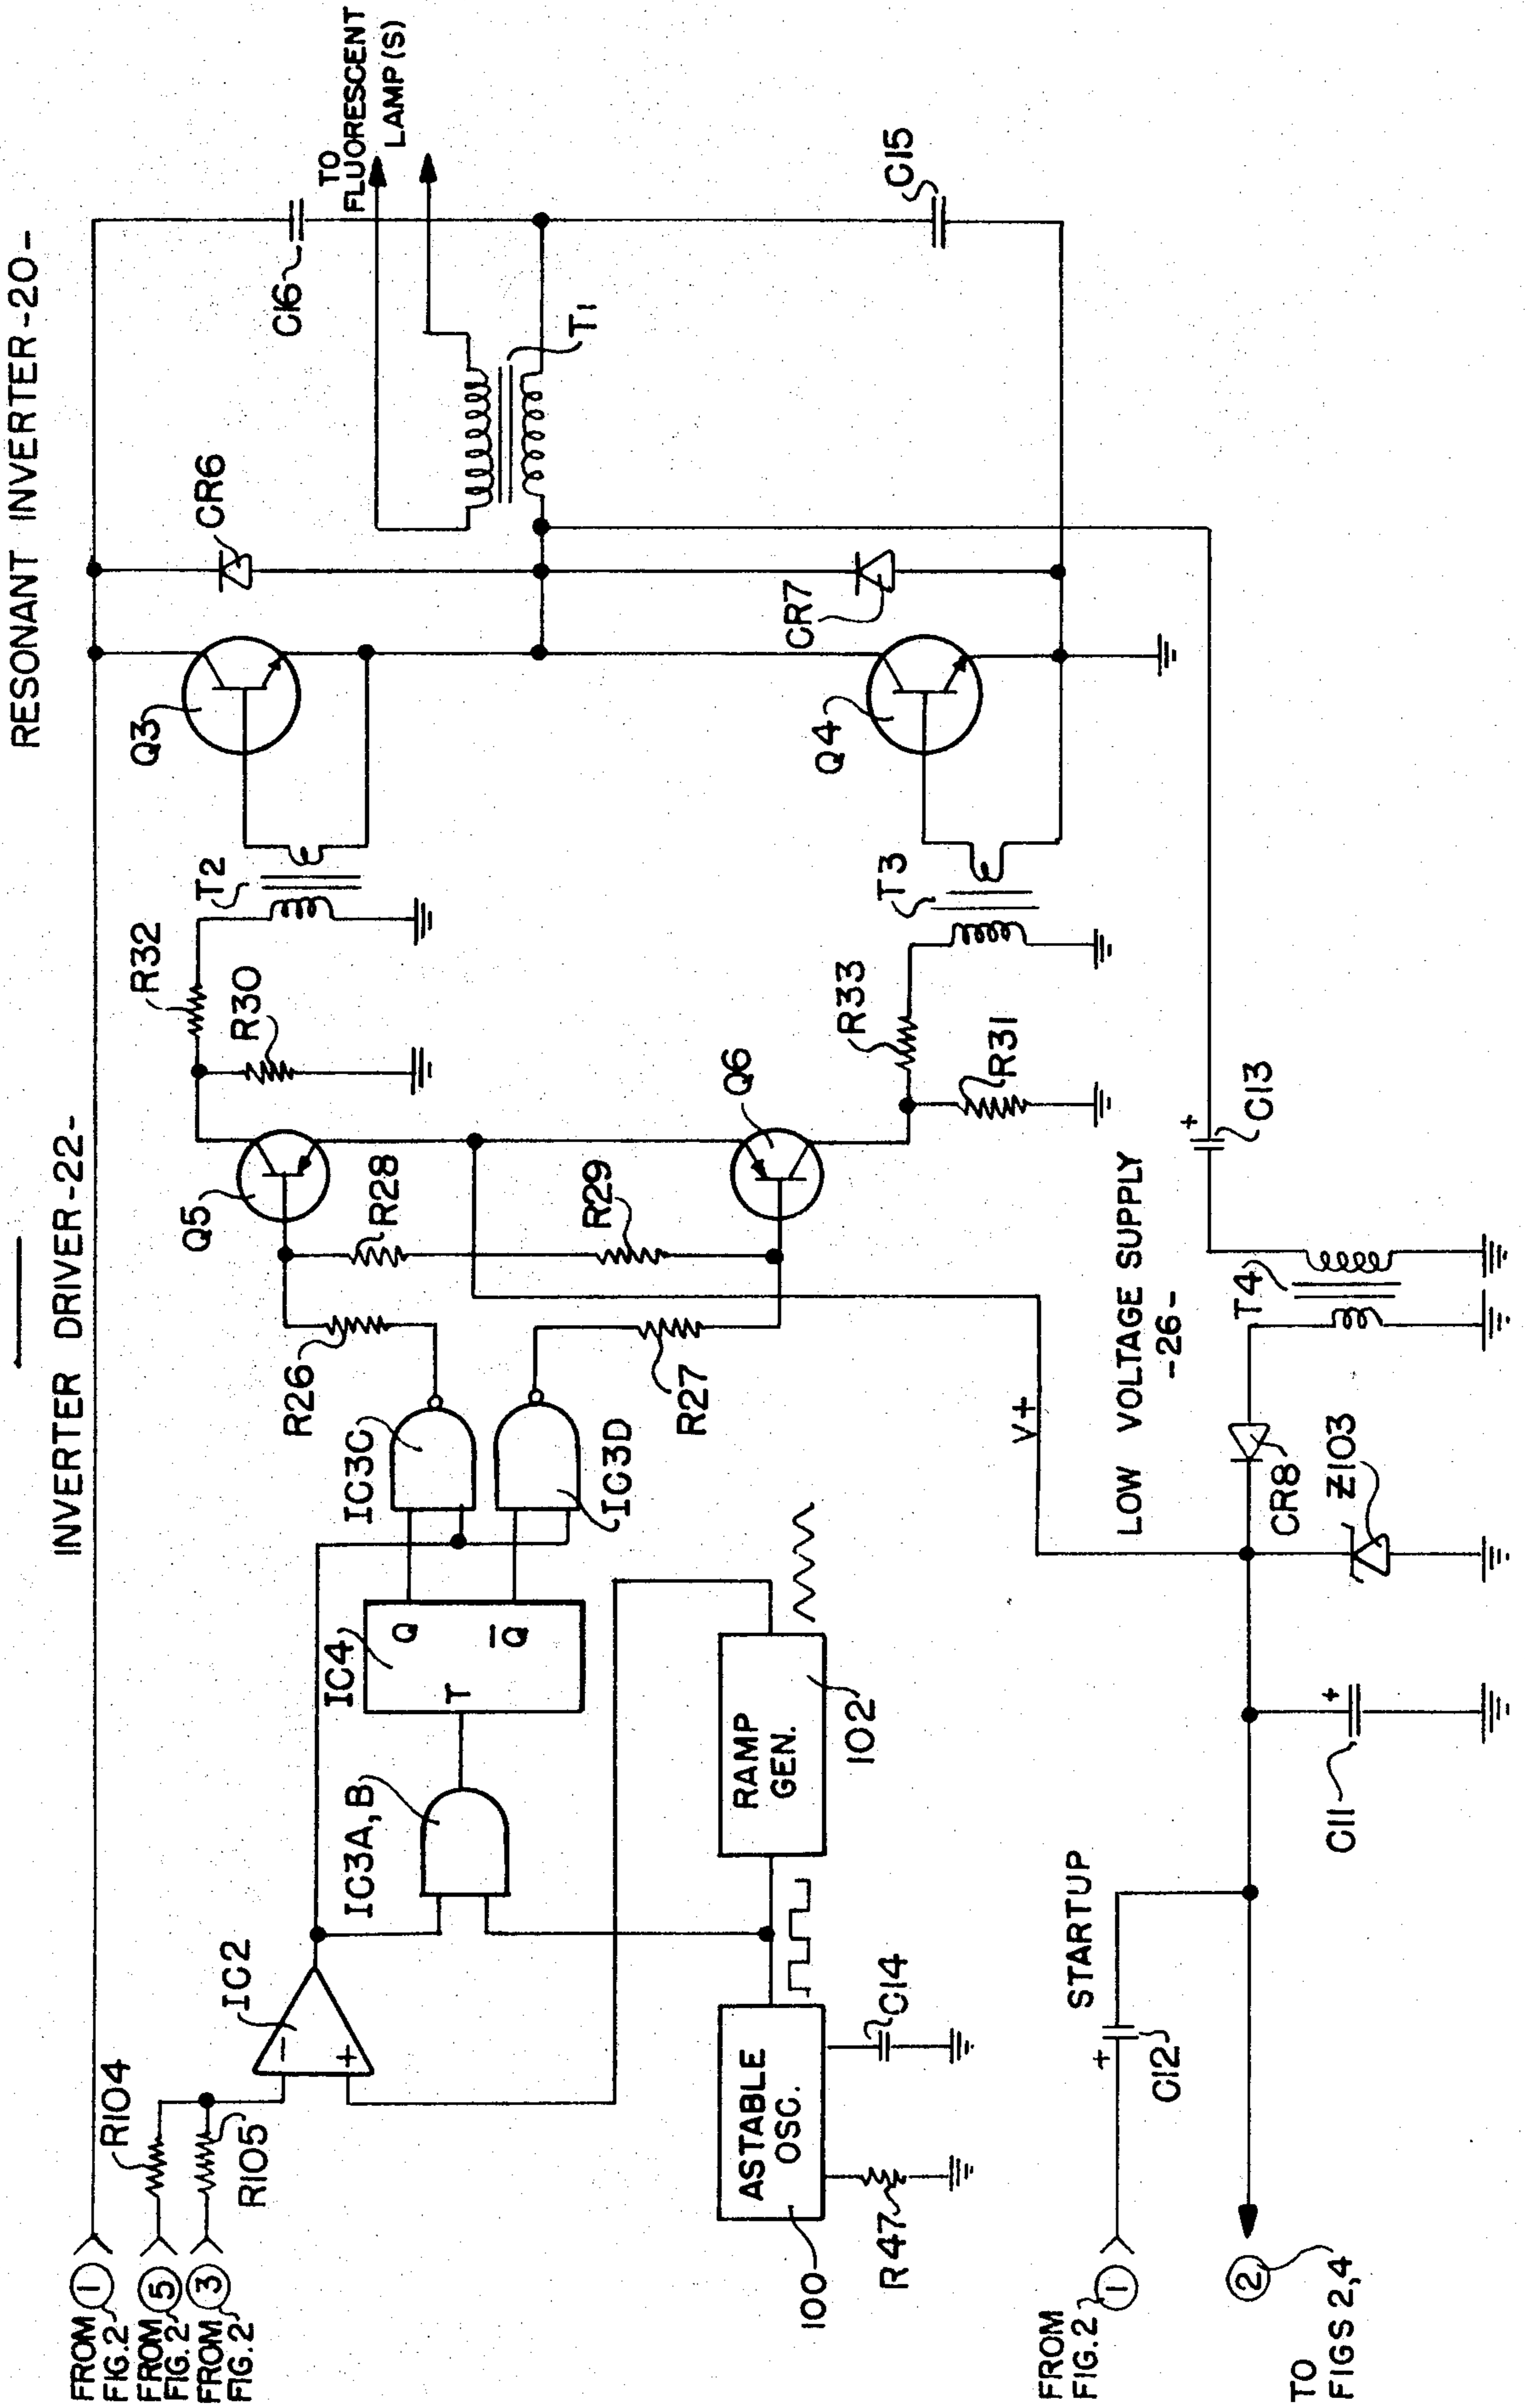 RESONANT INVERTER-20-
INVERTER DRIVER-22-
FROM
FIG.2
1
FROM
FIG.2
5
FROM
FIG.2
3
R104
R105
IC2
-
+
IC3A,B
IC4
T
Q
Q̅
IC3C
IC3D
R26
R27
R28
R29
Q5
Q6
R30
R32
R31
R33
T2
T3
Q3
Q4
CR6
CR7
T1
C16
C15
TO
FLUORESCENT
LAMP(S)
ASTABLE
OSC.
100
R47
C14
RAMP
GEN.
102
V+
LOW VOLTAGE SUPPLY
-26-
FROM
FIG.2
1
STARTUP
+
C12
2
TO
FIGS 2,4
+
C11
Z103
CR8
T4
+
C13